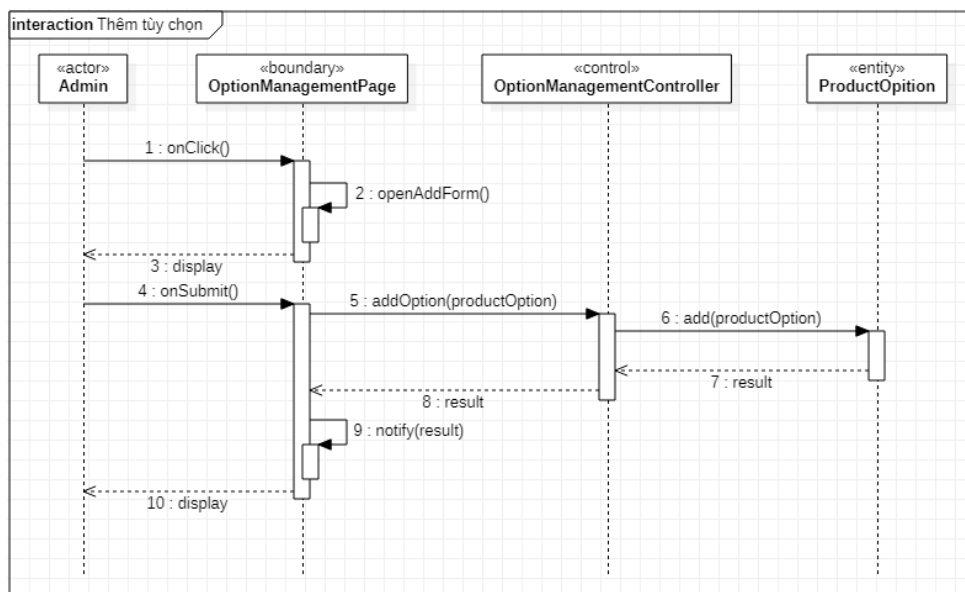 interaction Thêm tùy chọn
«actor»
Admin
«boundary»
OptionManagementPage
«control»
OptionManagementController
«entity»
ProductOpition
1 : onClick()
2 : openAddForm()
3 : display
4 : onSubmit()
5 : addOption(productOption)
6 : add(productOption)
7 : result
8 : result
9 : notify(result)
10 : display